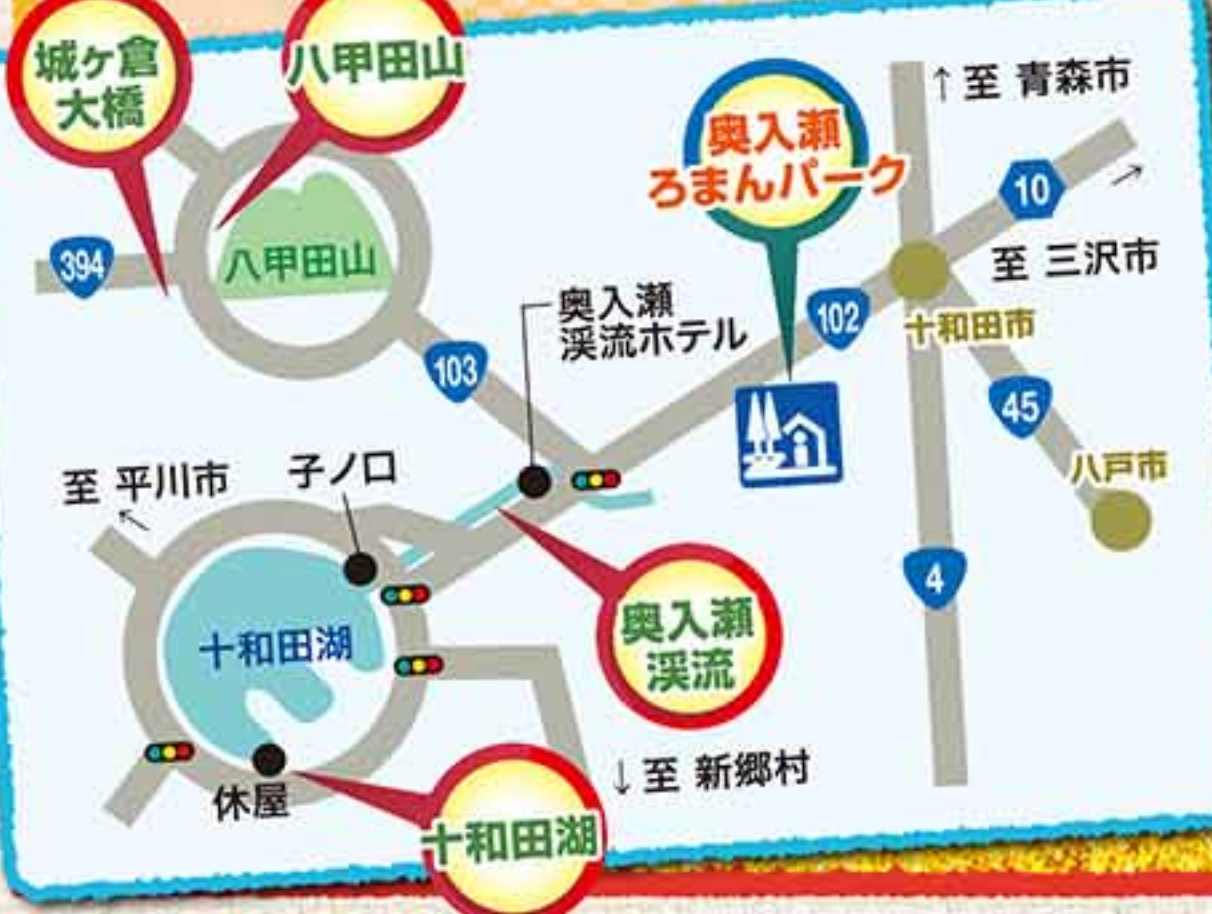 城ヶ倉
大橋
八甲田山
奥入瀬
ろまんパーク
↑至 青森市
10
394
八甲田山
至 三沢市
奥入瀬
渓流ホテル
102
十和田市
103
45
至 平川市
子ノ口
八戸市
4
十和田湖
奥入瀬
渓流
↓至 新郷村
休屋
十和田湖